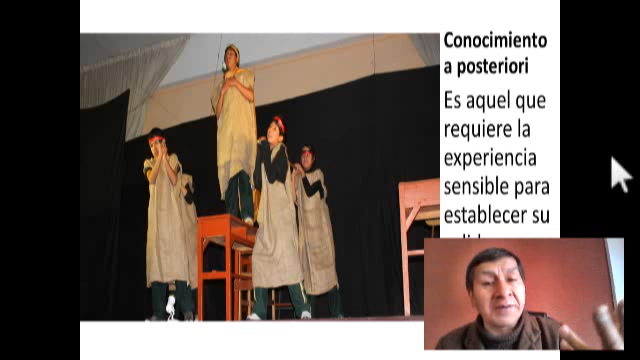 Conocimiento
a posteriori
Es aquel que
requiere la
experiencia
sensible para
establecer su